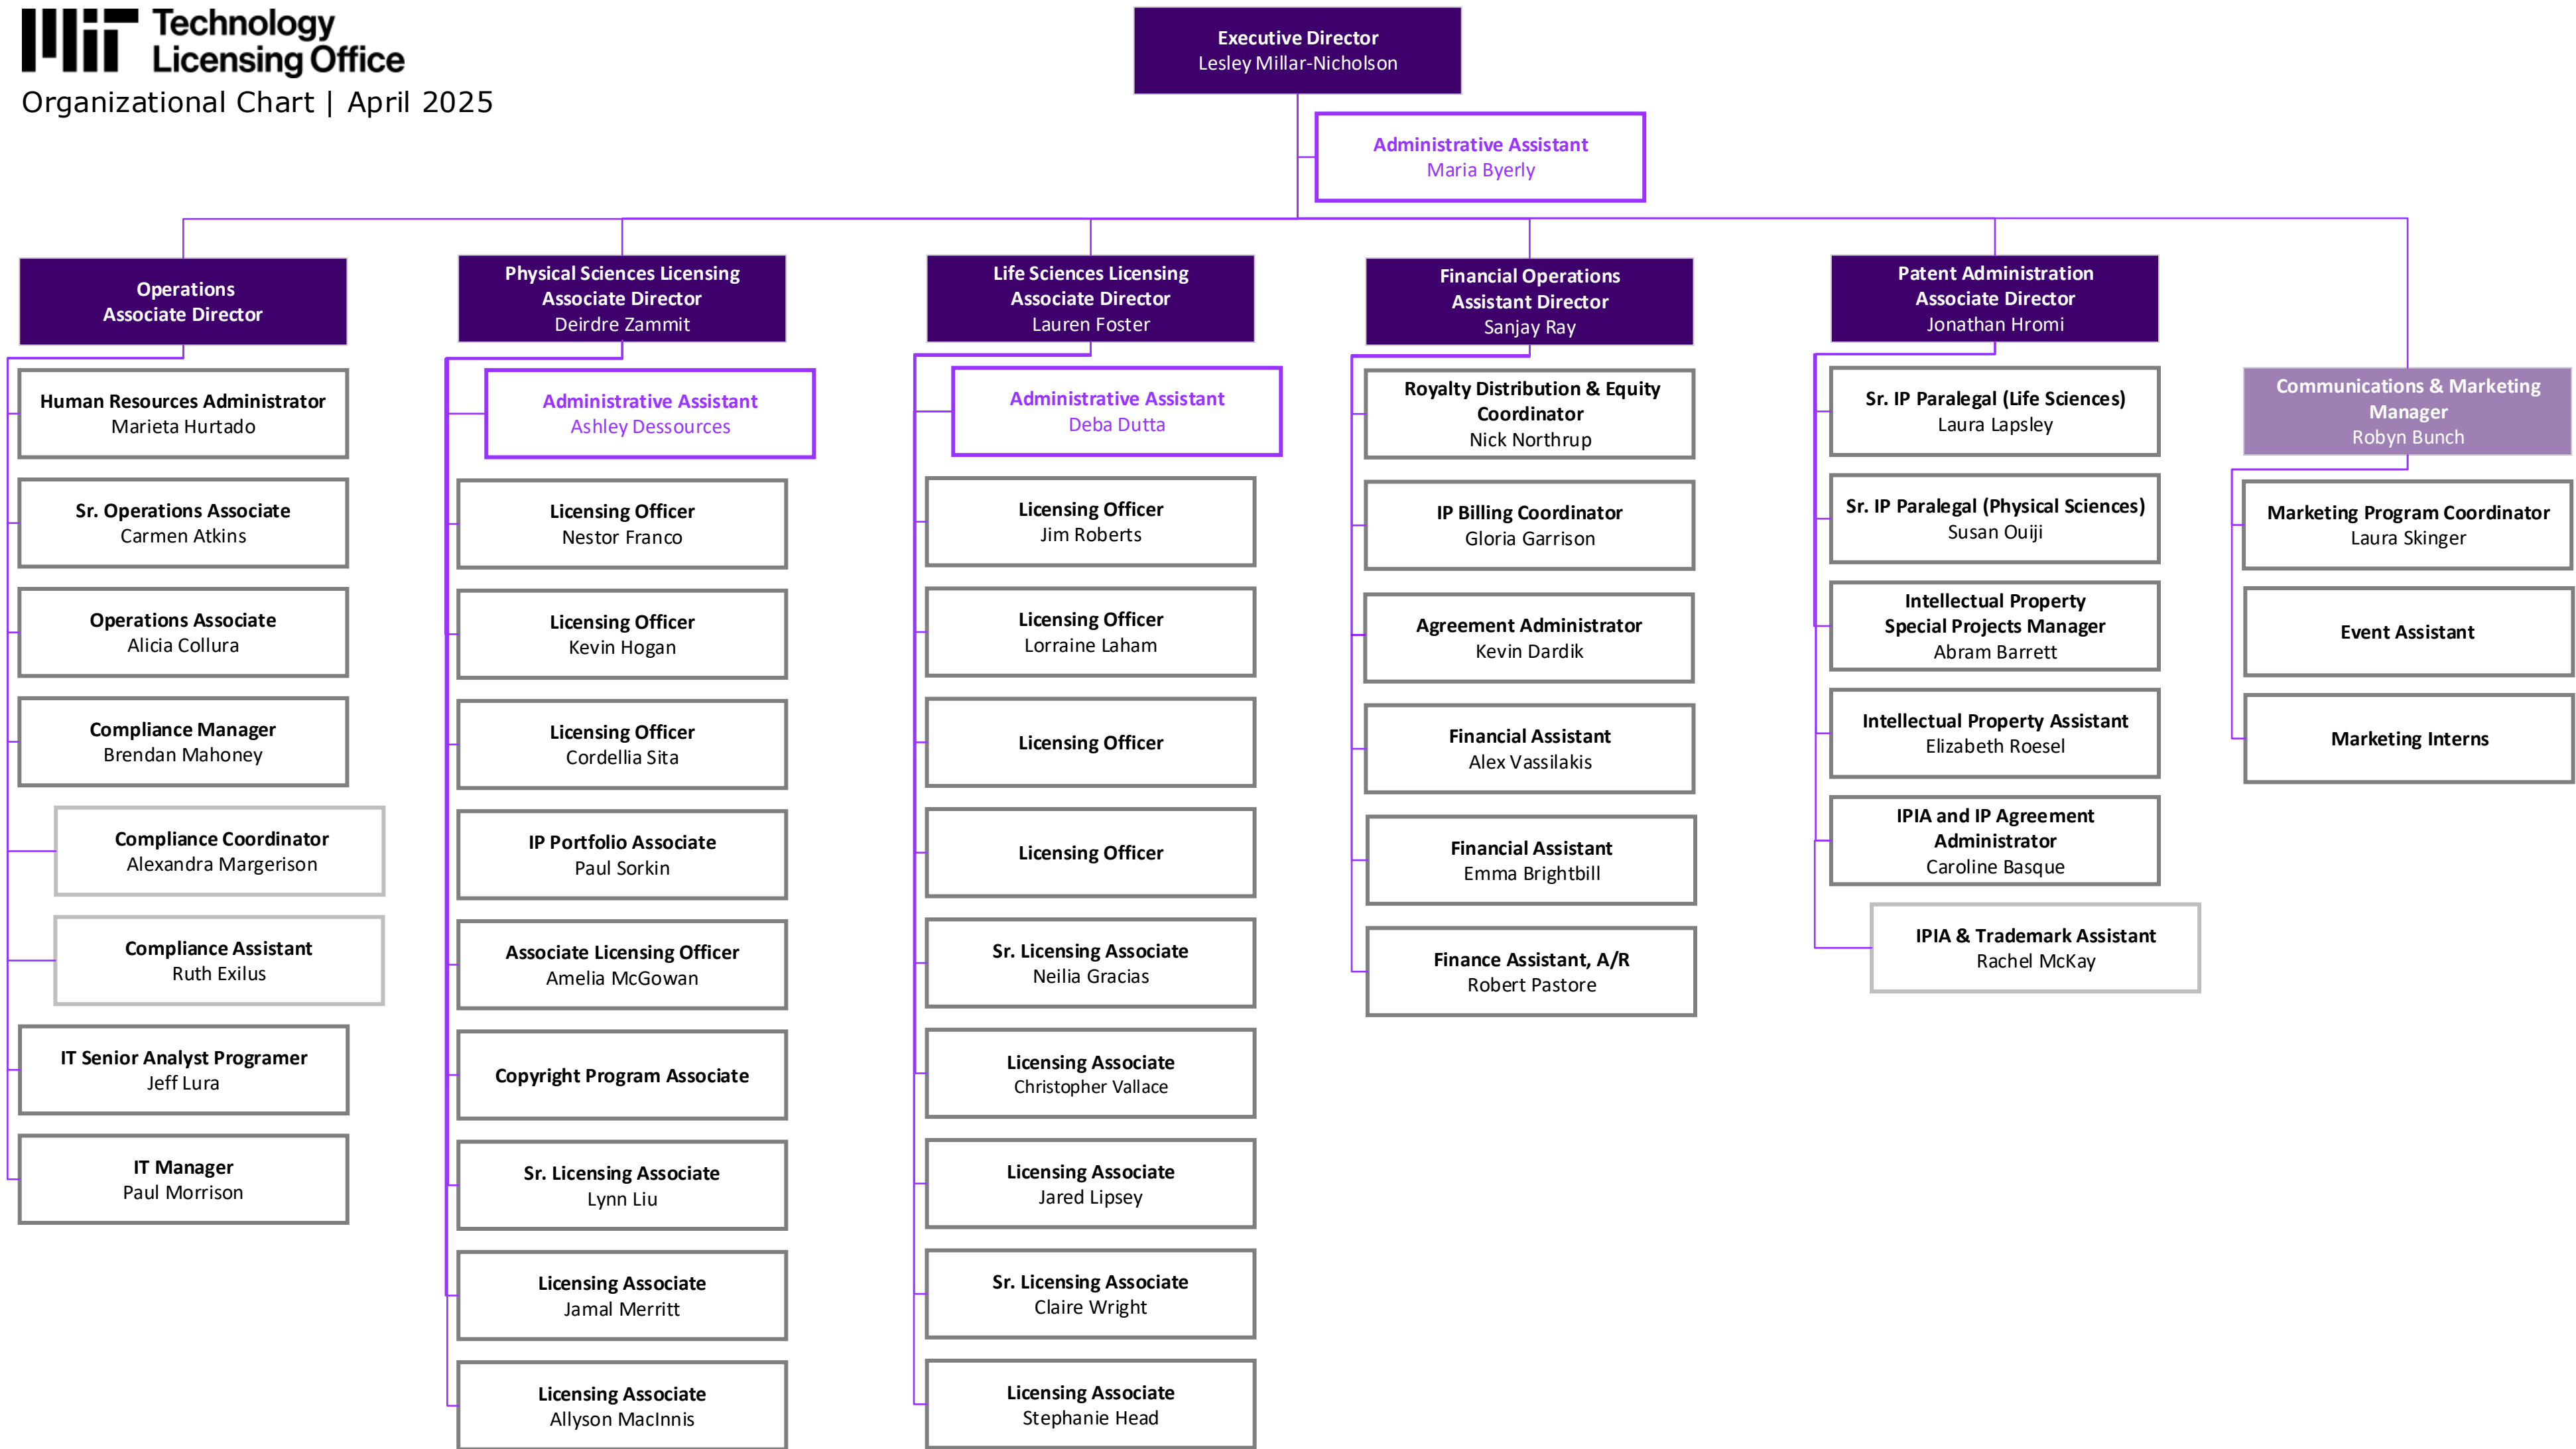 MIT Technology
Licensing Office
Organizational Chart | April 2025
Executive Director
Lesley Millar-Nicholson
Administrative Assistant
Maria Byerly
Operations
Associate Director
Human Resources Administrator
Marieta Hurtado
Sr. Operations Associate
Carmen Atkins
Operations Associate
Alicia Collura
Compliance Manager
Brendan Mahoney
Compliance Coordinator
Alexandra Margerison
Compliance Assistant
Ruth Exilus
IT Senior Analyst Programer
Jeff Lura
IT Manager
Paul Morrison
Physical Sciences Licensing
Associate Director
Deirdre Zammit
Administrative Assistant
Ashley Dessources
Licensing Officer
Nestor Franco
Licensing Officer
Kevin Hogan
Licensing Officer
Cordellia Sita
IP Portfolio Associate
Paul Sorkin
Associate Licensing Officer
Amelia McGowan
Copyright Program Associate
Sr. Licensing Associate
Lynn Liu
Licensing Associate
Jamal Merritt
Licensing Associate
Allyson MacInnis
Life Sciences Licensing
Associate Director
Lauren Foster
Administrative Assistant
Deba Dutta
Licensing Officer
Jim Roberts
Licensing Officer
Lorraine Laham
Licensing Officer
Licensing Officer
Sr. Licensing Associate
Neilia Gracias
Licensing Associate
Christopher Vallace
Licensing Associate
Jared Lipsey
Sr. Licensing Associate
Claire Wright
Licensing Associate
Stephanie Head
Financial Operations
Assistant Director
Sanjay Ray
Royalty Distribution & Equity
Coordinator
Nick Northrup
IP Billing Coordinator
Gloria Garrison
Agreement Administrator
Kevin Dardik
Financial Assistant
Alex Vassilakis
Financial Assistant
Emma Brightbill
Finance Assistant, A/R
Robert Pastore
Patent Administration
Associate Director
Jonathan Hromi
Sr. IP Paralegal (Life Sciences)
Laura Lapsley
Sr. IP Paralegal (Physical Sciences)
Susan Ouiji
Intellectual Property
Special Projects Manager
Abram Barrett
Intellectual Property Assistant
Elizabeth Roesel
IPIA and IP Agreement
Administrator
Caroline Basque
IPIA & Trademark Assistant
Rachel McKay
Communications & Marketing
Manager
Robyn Bunch
Marketing Program Coordinator
Laura Skinger
Event Assistant
Marketing Interns